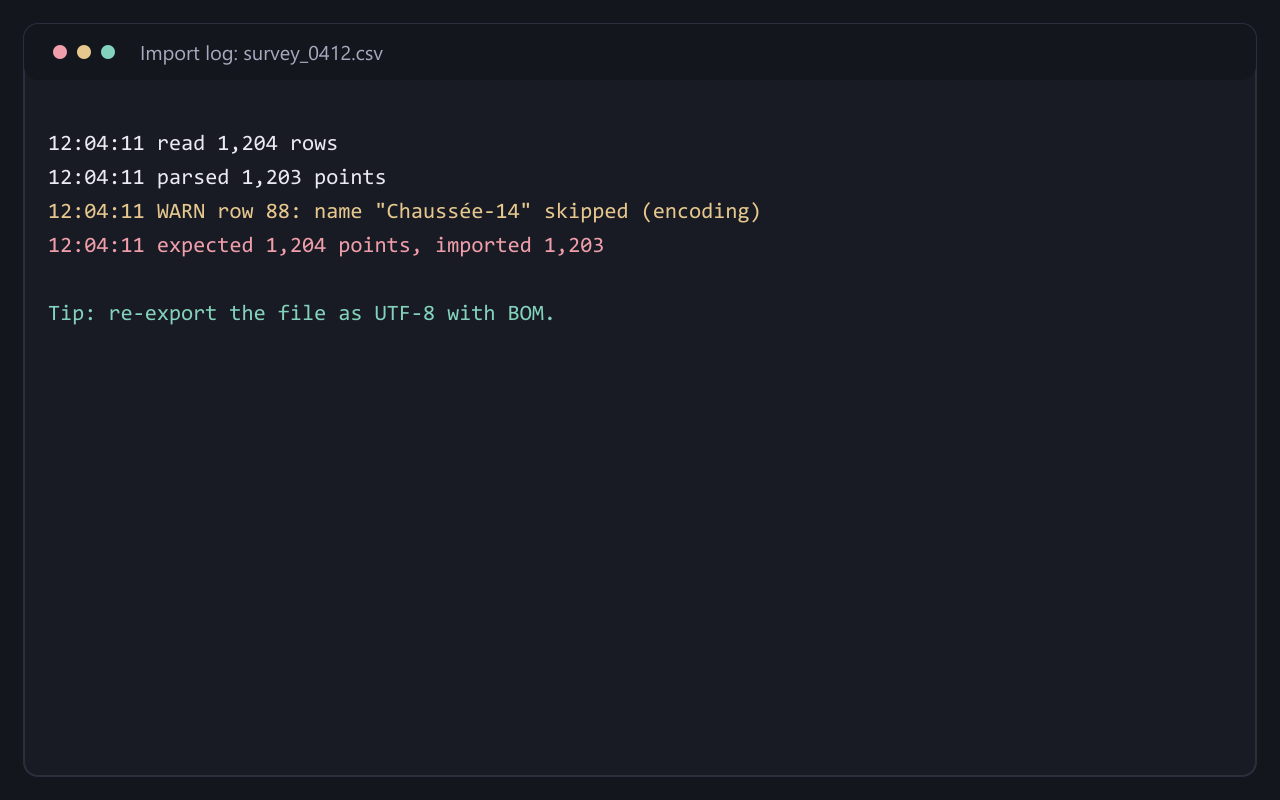 Import log: survey_0412.csv
12:04:11 read 1,204 rows
12:04:11 parsed 1,203 points
12:04:11 WARN row 88: name "Chaussée-14" skipped (encoding)
12:04:11 expected 1,204 points, imported 1,203
Tip: re-export the file as UTF-8 with BOM.